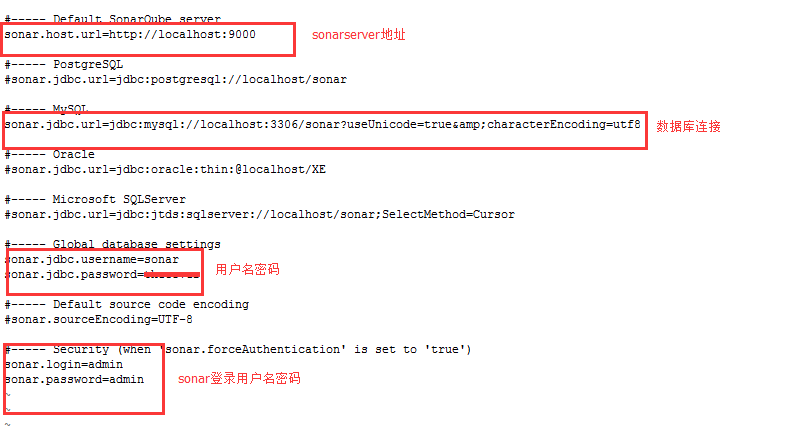 #----- Default SonarQube server
sonar.host.url=http://localhost:9000
sonarserver地址
#----- PostgreSQL
#sonar.jdbc.url=jdbc:postgresql://localhost/sonar
#----- MySQL
sonar.jdbc.url=jdbc:mysql://localhost:3306/sonar?useUnicode=true&amp;characterEncoding=utf8
数据库连接
#----- Oracle
#sonar.jdbc.url=jdbc:oracle:thin:@localhost/XE
#----- Microsoft SQLServer
#sonar.jdbc.url=jdbc:jtds:sqlserver://localhost/sonar;SelectMethod=Cursor
#----- Global database settings
sonar.jdbc.username=sonar
sonar.jdbc.password=
用户名密码
#----- Default source code encoding
#sonar.sourceEncoding=UTF-8
#----- Security (when 'sonar.forceAuthentication' is set to 'true')
sonar.login=admin
sonar.password=admin
sonar登录用户名密码
~
~
~